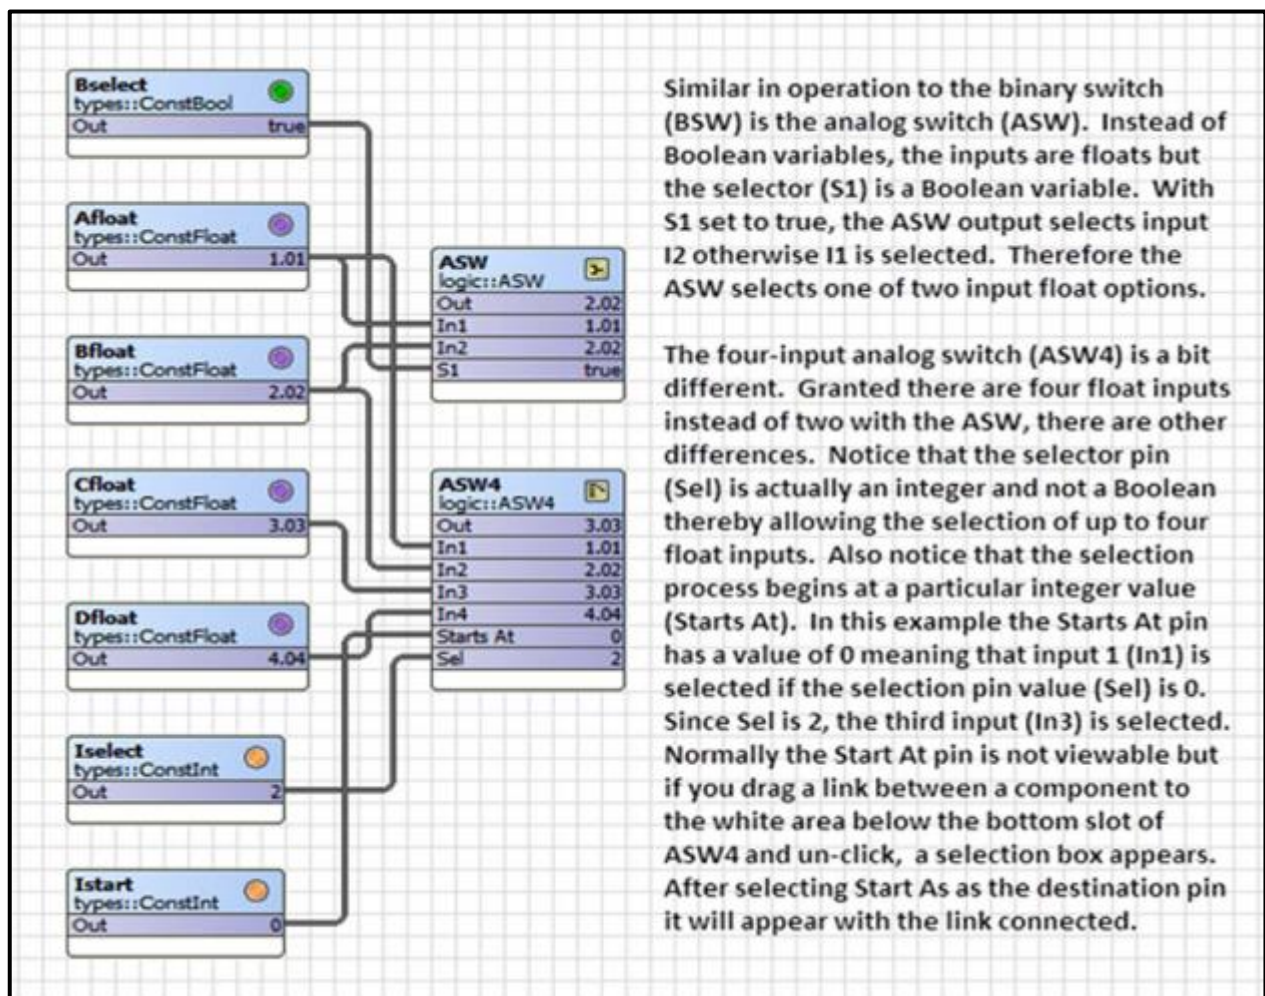 Bselect
types::ConstBool
Out true
Afloat
types::ConstFloat
Out 1.01
Bfloat
types::ConstFloat
Out 2.02
Cfloat
types::ConstFloat
Out 3.03
Dfloat
types::ConstFloat
Out 4.04
Iselect
types::ConstInt
Out 2
Istart
types::ConstInt
Out 0
ASW
logic::ASW
Out 2.02
In1 1.01
In2 2.02
S1 true
ASW4
logic::ASW4
Out 3.03
In1 1.01
In2 2.02
In3 3.03
In4 4.04
Starts At 0
Sel 2
Similar in operation to the binary switch
(BSW) is the analog switch (ASW). Instead of
Boolean variables, the inputs are floats but
the selector (S1) is a Boolean variable. With
S1 set to true, the ASW output selects input
I2 otherwise I1 is selected. Therefore the
ASW selects one of two input float options.
The four-input analog switch (ASW4) is a bit
different. Granted there are four float inputs
instead of two with the ASW, there are other
differences. Notice that the selector pin
(Sel) is actually an integer and not a Boolean
thereby allowing the selection of up to four
float inputs. Also notice that the selection
process begins at a particular integer value
(Starts At). In this example the Starts At pin
has a value of 0 meaning that input 1 (In1) is
selected if the selection pin value (Sel) is 0.
Since Sel is 2, the third input (In3) is selected.
Normally the Start At pin is not viewable but
if you drag a link between a component to
the white area below the bottom slot of
ASW4 and un-click, a selection box appears.
After selecting Start As as the destination pin
it will appear with the link connected.